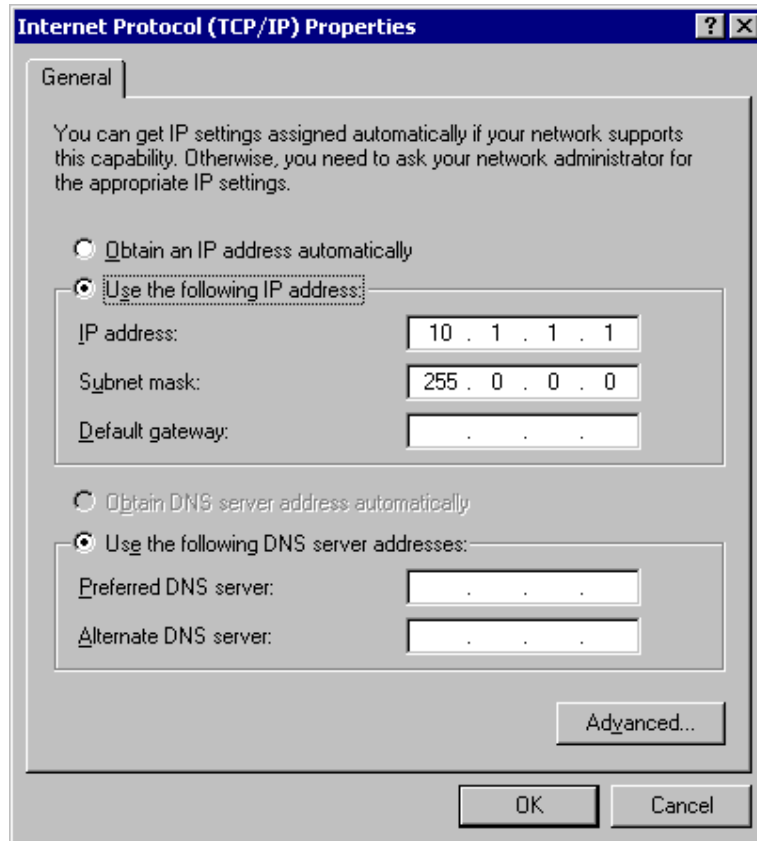 Internet Protocol (TCP/IP) Properties
General
You can get IP settings assigned automatically if your network supports
this capability. Otherwise, you need to ask your network administrator for
the appropriate IP settings.
Obtain an IP address automatically
Use the following IP address:
IP address: 10 . 1 . 1 . 1
Subnet mask: 255 . 0 . 0 . 0
Default gateway: . . .
Obtain DNS server address automatically
Use the following DNS server addresses:
Preferred DNS server: . . .
Alternate DNS server: . . .
Advanced...
OK Cancel